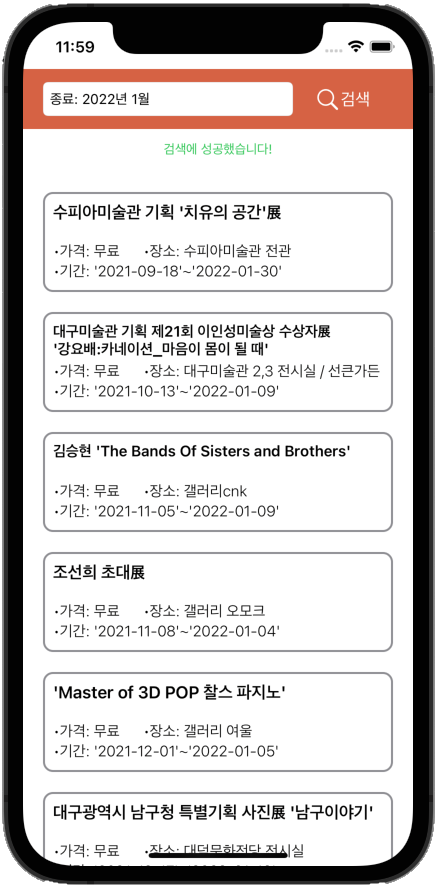 11:59
종료: 2022년 1월
검색
검색에 성공했습니다!
수피아미술관 기획 '치유의 공간'展
•가격: 무료 •장소: 수피아미술관 전관
•기간: '2021-09-18'~'2022-01-30'
대구미술관 기획 제21회 이인성미술상 수상자展
'강요배:카네이션_마음이 몸이 될 때'
•가격: 무료 •장소: 대구미술관 2,3 전시실 / 선큰가든
•기간: '2021-10-13'~'2022-01-09'
김승현 'The Bands Of Sisters and Brothers'
•가격: 무료 •장소: 갤러리cnk
•기간: '2021-11-05'~'2022-01-09'
조선희 초대展
•가격: 무료 •장소: 갤러리 오모크
•기간: '2021-11-08'~'2022-01-04'
'Master of 3D POP 찰스 파지노'
•가격: 무료 •장소: 갤러리 여울
•기간: '2021-12-01'~'2022-01-05'
대구광역시 남구청 특별기획 사진展 '남구이야기'
•가격: 무료 •장소: 대덕문화전당 전시실